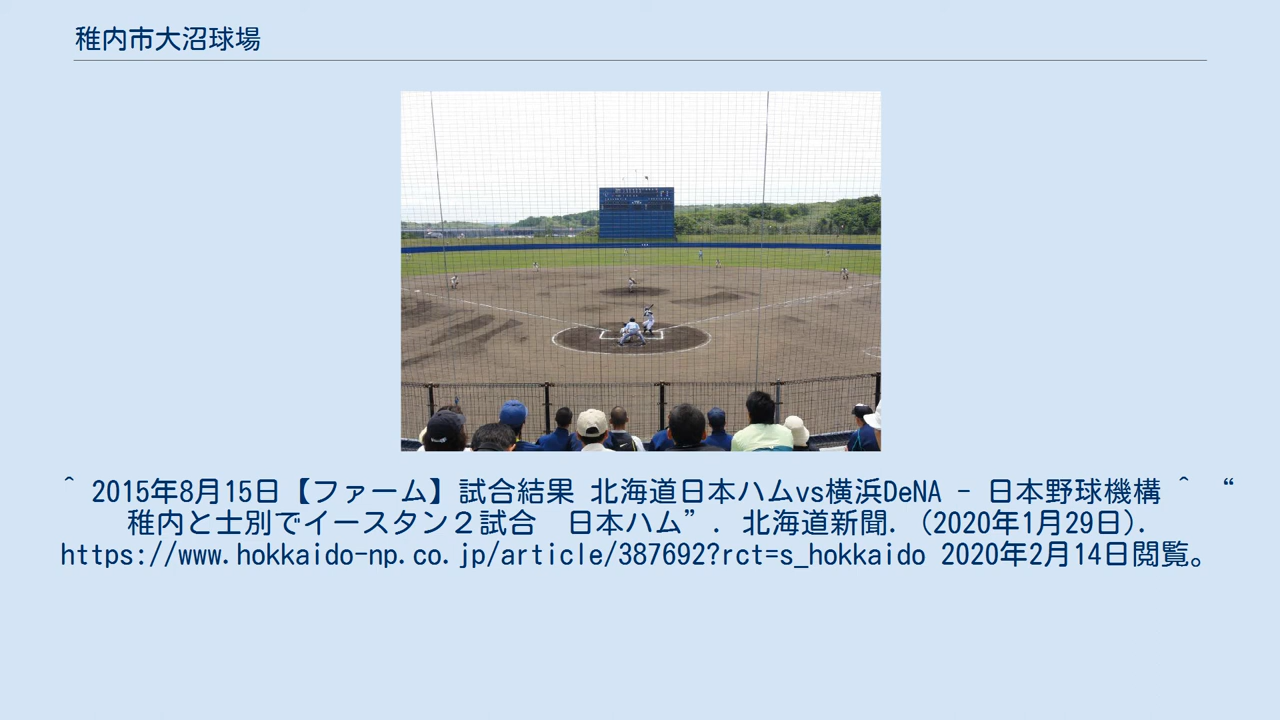 稚内市大沼球場
^ 2015年8月15日【ファーム】試合結果 北海道日本ハムvs横浜DeNA - 日本野球機構 ^ “
稚内と士別でイースタン２試合　日本ハム”. 北海道新聞. (2020年1月29日).
https://www.hokkaido-np.co.jp/article/387692?rct=s_hokkaido 2020年2月14日閲覧。